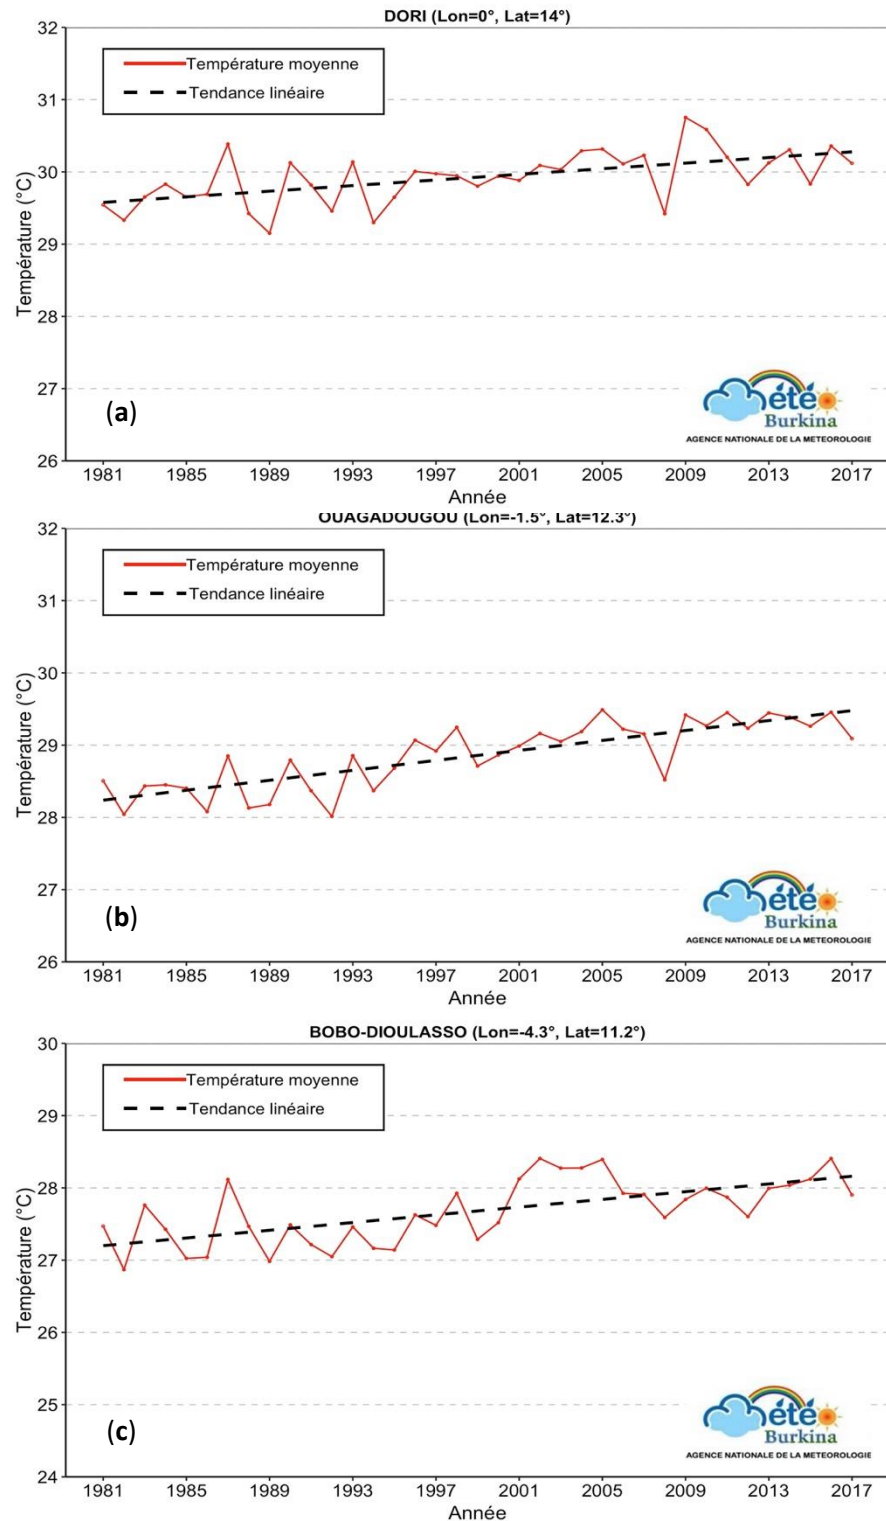 DORI (Lon=0°, Lat=14°)
32
Température moyenne
Tendance linéaire
31
30
29
28
27
26
Température (°C)
(a)
été
Burkina
AGENCE NATIONALE DE LA METEOROLOGIE
1981 1985 1989 1993 1997 2001 2005 2009 2013 2017
Année
OUAGADOUGOU (Lon=-1.5°, Lat=12.3°)
32
Température moyenne
Tendance linéaire
31
30
29
28
27
26
Température (°C)
(b)
été
Burkina
AGENCE NATIONALE DE LA METEOROLOGIE
1981 1985 1989 1993 1997 2001 2005 2009 2013 2017
Année
BOBO-DIOULASSO (Lon=-4.3°, Lat=11.2°)
30
Température moyenne
Tendance linéaire
29
28
27
26
25
24
Température (°C)
(c)
été
Burkina
AGENCE NATIONALE DE LA METEOROLOGIE
1981 1985 1989 1993 1997 2001 2005 2009 2013 2017
Année